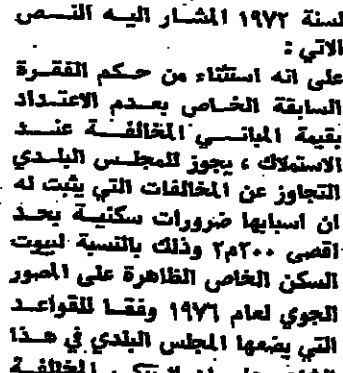 لسنة ١٩٧٢ المشار اليه النص
الاتي :
على انه استثناء من حكم الفقرة
السابقة الخاص بعدم الاعتداد
بقيمة المباني المخالفة عند
الاستملاك ، يجوز للمجلس البلدي
التجاوز عن المخالفات التي يثبت له
ان اسبابها ضرورات سكنية بحد
اقصى ٢٠٠م٢ وذلك بالنسبة لبيوت
السكن الخاص الظاهرة على المصور
الجوي لعام ١٩٧٦ وفقا للقواعد
التي يضعها المجلس البلدي في هذا
المخالفة